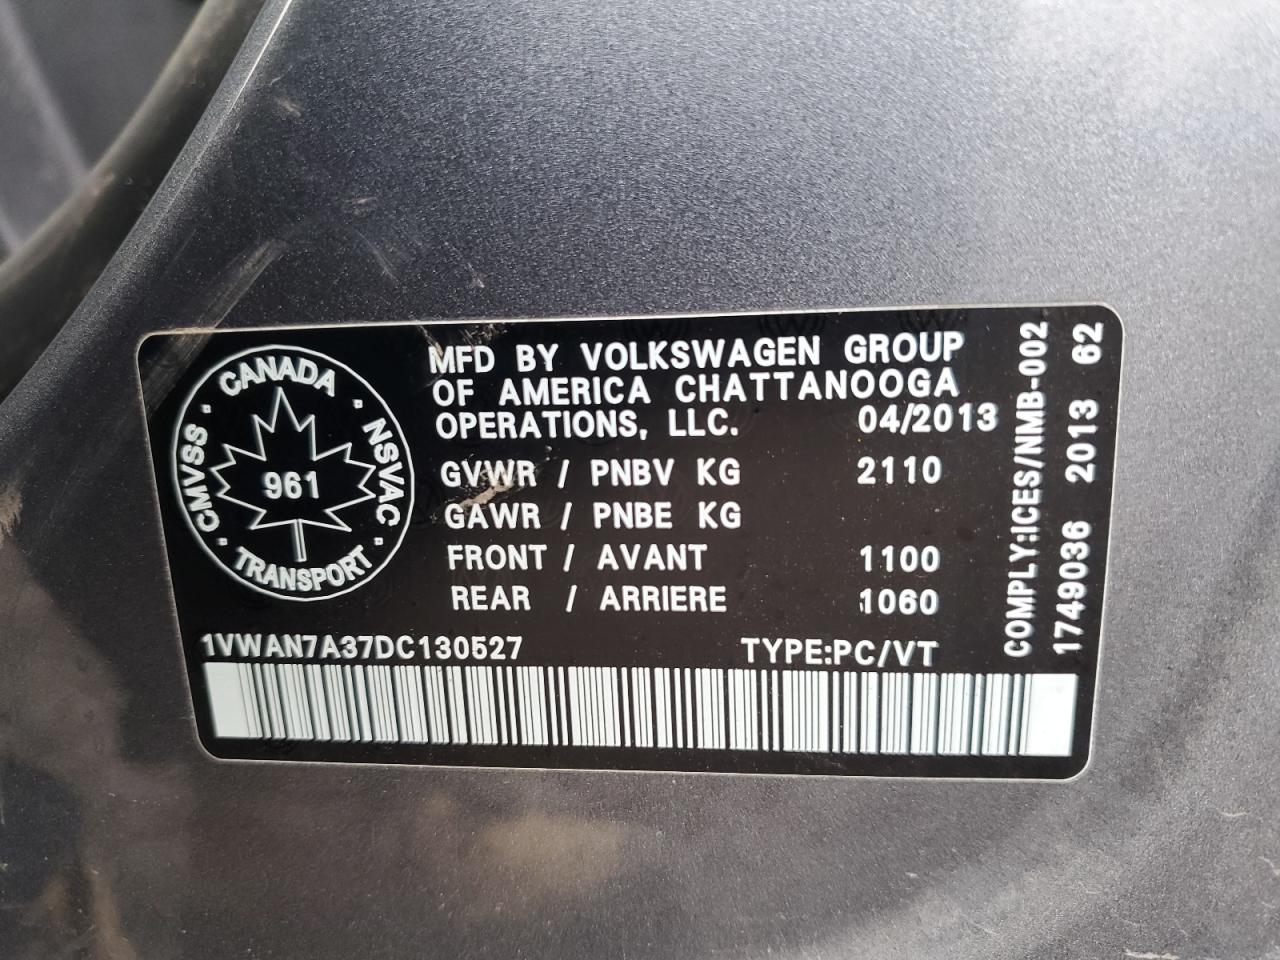 CANADA
CMVSS
NSVAC
961
TRANSPORT
MFD BY VOLKSWAGEN GROUP
OF AMERICA CHATTANOOGA
OPERATIONS, LLC. 04/2013
GVWR / PNBV KG 2110
GAWR / PNBE KG
FRONT / AVANT 1100
REAR / ARRIERE 1060
1VWAN7A37DC130527 TYPE:PC/VT
COMPLY:ICES/NMB-002
17490036 2013 62